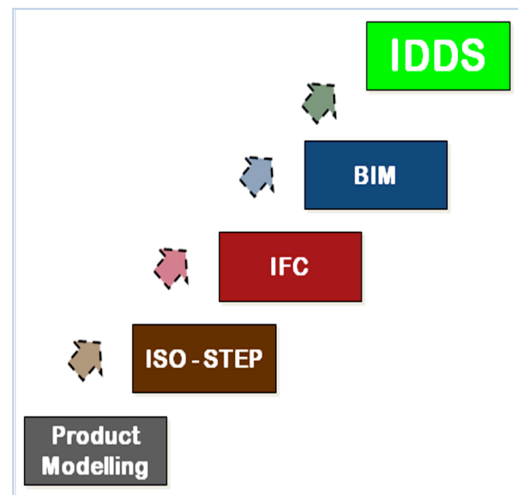 IDDS
BIM
IFC
ISO - STEP
Product
Modelling